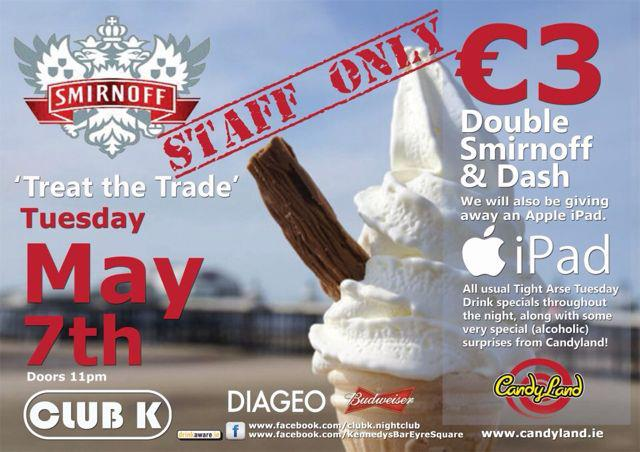 SMIRNOFF
STAFF ONLY
'Treat the Trade'
Tuesday
May
7th
Doors 11pm
CLUB K
€3
Double
Smirnoff
& Dash
We will also be giving
away an Apple iPad.
iPad
All usual Tight Arse Tuesday
Drink specials throughout
the night, along with some
very special (alcoholic)
surprises from Candyland!
CandyLand
DIAGEO
Budweiser
drinkaware.ie
f
www.facebook.com/clubk.nightclub
www.facebook.com/KennedysBarEyreSquare
www.candyland.ie